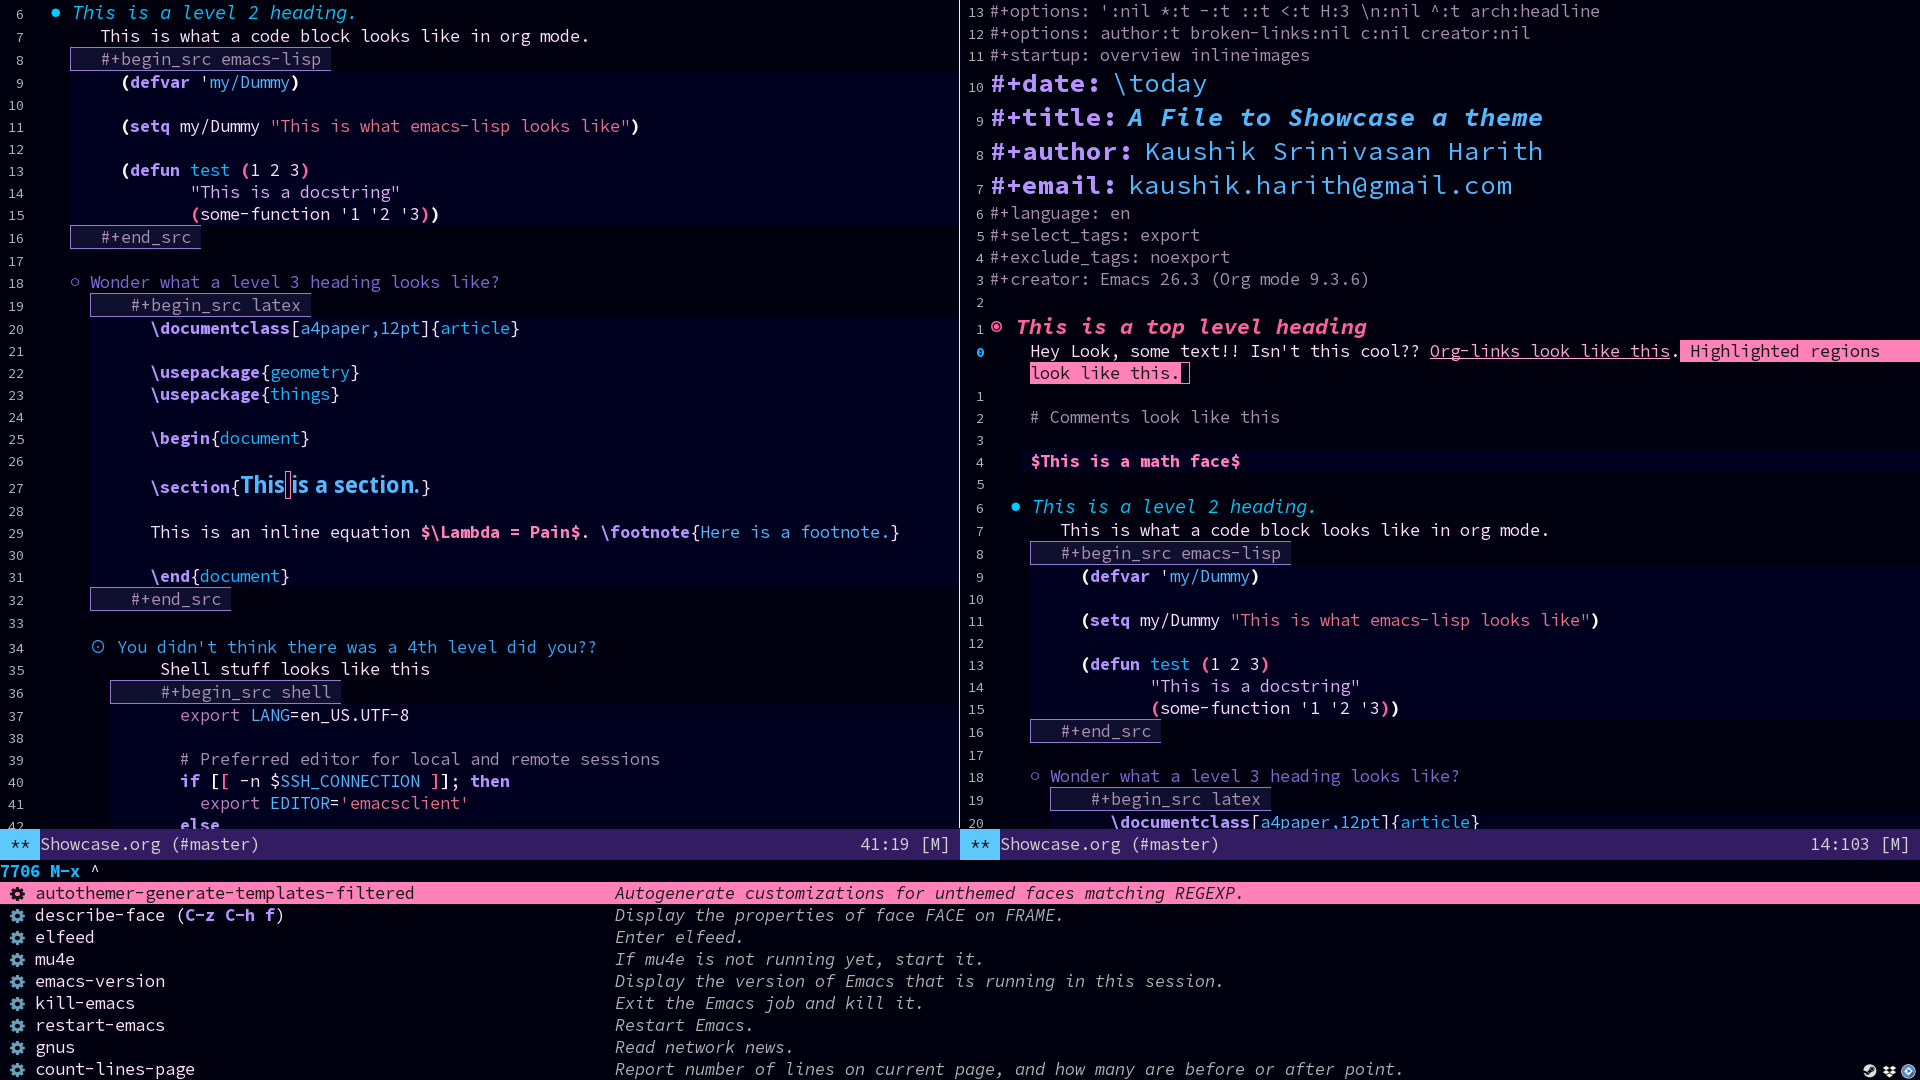 6 ● This is a level 2 heading.
7 This is what a code block looks like in org mode.
8 #+begin_src emacs-lisp
9 (defvar 'my/Dummy)
10
11 (setq my/Dummy "This is what emacs-lisp looks like")
12
13 (defun test (1 2 3)
14 "This is a docstring"
15 (some-function '1 '2 '3))
16 #+end_src
17
18 ○ Wonder what a level 3 heading looks like?
19 #+begin_src latex
20 \documentclass[a4paper,12pt]{article}
21
22 \usepackage{geometry}
23 \usepackage{things}
24
25 \begin{document}
26
27 \section{This is a section.}
28
29 This is an inline equation $\Lambda = Pain$. \footnote{Here is a footnote.}
30
31 \end{document}
32 #+end_src
33
34 ⊙ You didn't think there was a 4th level did you??
35 Shell stuff looks like this
36 #+begin_src shell
37 export LANG=en_US.UTF-8
38
39 # Preferred editor for local and remote sessions
40 if [[ -n $SSH_CONNECTION ]]; then
41 export EDITOR='emacsclient'
42 else
** Showcase.org (#master) 41:19 [M]
13 #+options: ':nil *:t -:t ::t <:t H:3 \n:nil ^:t arch:headline
12 #+options: author:t broken-links:nil c:nil creator:nil
11 #+startup: overview inlineimages
10 #+date: \today
9 #+title: A File to Showcase a theme
8 #+author: Kaushik Srinivasan Harith
7 #+email: kaushik.harith@gmail.com
6 #+language: en
5 #+select_tags: export
4 #+exclude_tags: noexport
3 #+creator: Emacs 26.3 (Org mode 9.3.6)
2
1 ◉ This is a top level heading
0 Hey Look, some text!! Isn't this cool?? Org-links look like this. Highlighted regions
look like this.
1
2 # Comments look like this
3
4 $This is a math face$
5
6 ● This is a level 2 heading.
7 This is what a code block looks like in org mode.
8 #+begin_src emacs-lisp
9 (defvar 'my/Dummy)
10
11 (setq my/Dummy "This is what emacs-lisp looks like")
12
13 (defun test (1 2 3)
14 "This is a docstring"
15 (some-function '1 '2 '3))
16 #+end_src
17
18 ○ Wonder what a level 3 heading looks like?
19 #+begin_src latex
20 \documentclass[a4paper,12pt]{article}
** Showcase.org (#master) 14:103 [M]
7706 M-x ^
autothemer-generate-templates-filtered Autogenerate customizations for unthemed faces matching REGEXP.
describe-face (C-z C-h f) Display the properties of face FACE on FRAME.
elfeed Enter elfeed.
mu4e If mu4e is not running yet, start it.
emacs-version Display the version of Emacs that is running in this session.
kill-emacs Exit the Emacs job and kill it.
restart-emacs Restart Emacs.
gnus Read network news.
count-lines-page Report number of lines on current page, and how many are before or after point.